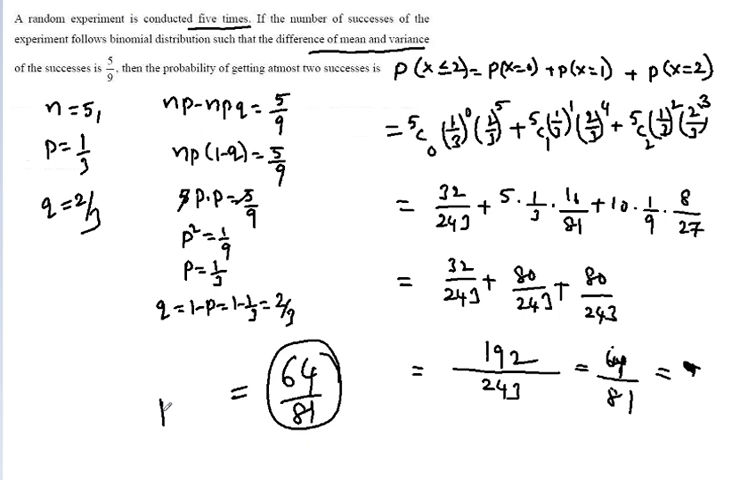 A random experiment is conducted five times. If the number of successes of the
experiment follows binomial distribution such that the difference of mean and variance
of the successes is 5/9, then the probability of getting atmost two successes is
P(X≤2)= P(X=0) + P(X=1) + P(X=2)
n=5,
P=1/3
q=2/3
np-npq=5/9
np(1-q)=5/9
5P.P=5/9
p²=1/9
P=1/3
q=1-P=1-1/3=2/3
= ⁵C₀ (1/3)⁰ (2/3)⁵ + ⁵C₁ (1/3)¹ (2/3)⁴ + ⁵C₂ (1/3)² (2/3)³
= 32/243 + 5. 1/3 . 16/81 + 10. 1/9 . 8/27
= 32/243 + 80/243 + 80/243
= 192/243 = 64/81 =
= 64/81